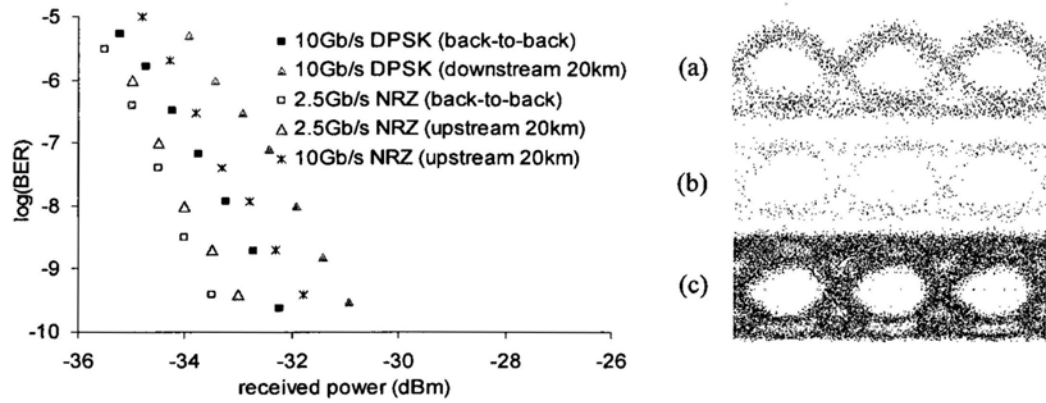 -5
-6
-7
-8
-9
-10
log(BER)
■ 10Gb/s DPSK (back-to-back)
▲ 10Gb/s DPSK (downstream 20km)
□ 2.5Gb/s NRZ (back-to-back)
△ 2.5Gb/s NRZ (upstream 20km)
✳ 10Gb/s NRZ (upstream 20km)
-36 -34 -32 -30 -28 -26
received power (dBm)
(a)
(b)
(c)